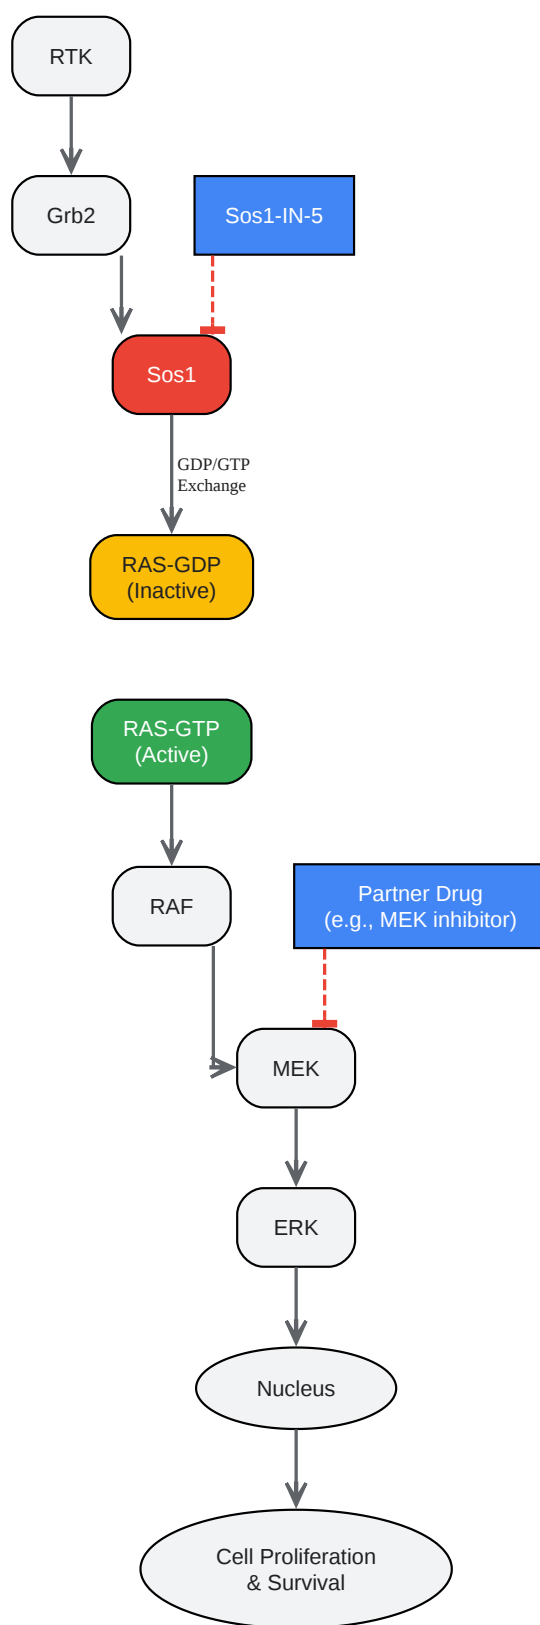 RTK
Grb2
Sos1-IN-5
Sos1
GDP/GTP
Exchange
RAS-GDP
(Inactive)
RAS-GTP
(Active)
RAF
Partner Drug
(e.g., MEK inhibitor)
MEK
ERK
Nucleus
Cell Proliferation
& Survival